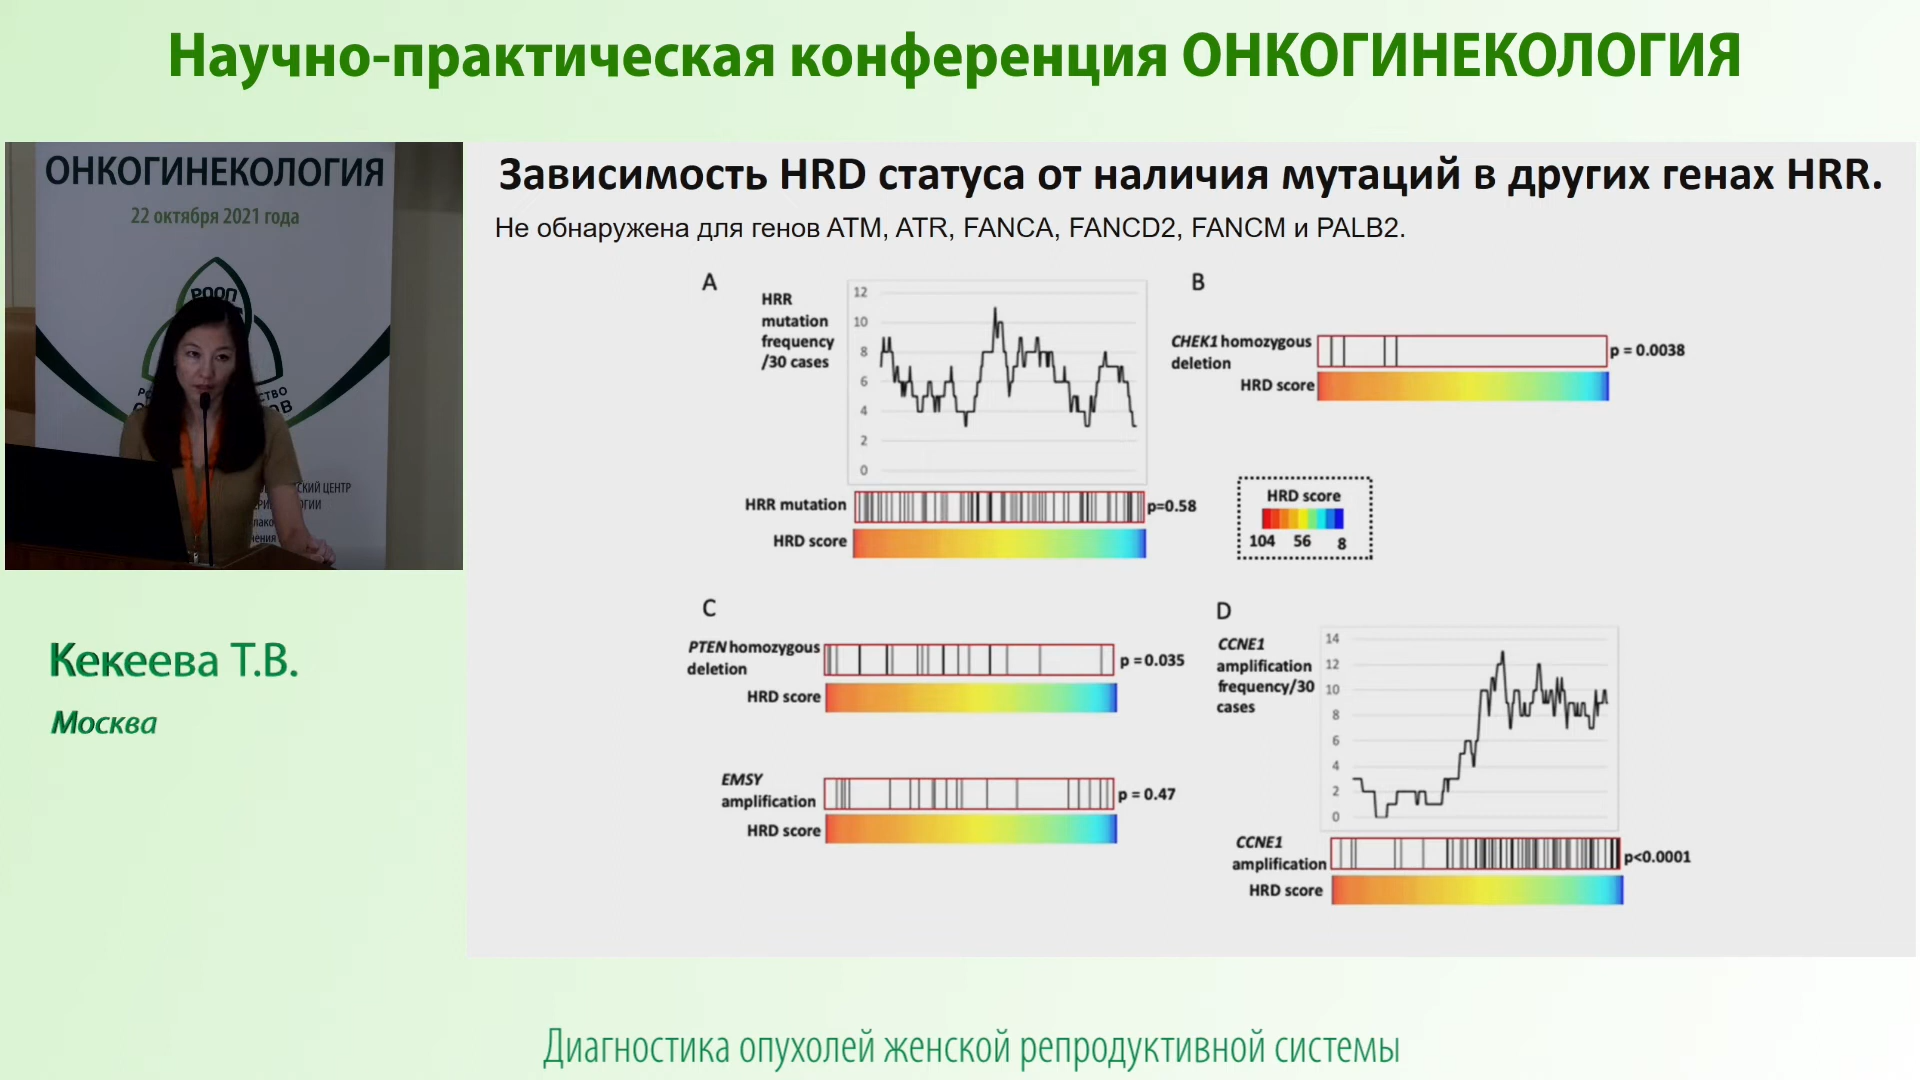 Научно-практическая конференция ОНКОГИНЕКОЛОГИЯ
ОНКОГИНЕКОЛОГИЯ
22 октября 2021 года
РООП
СКИЙ ЦЕНТР
Кекеева Т.В.
Москва
Зависимость HRD статуса от наличия мутаций в других генах HRR.
Не обнаружена для генов ATM, ATR, FANCA, FANCD2, FANCM и PALB2.
A
HRR
mutation
frequency
/30 cases
12
10
8
6
4
2
0
HRR mutation
p=0.58
HRD score
B
CHEK1 homozygous
deletion
p = 0.0038
HRD score
HRD score
104 56 8
C
PTEN homozygous
deletion
p = 0.035
HRD score
EMSY
amplification
p = 0.47
HRD score
D
CCNE1
amplification
frequency/30
cases
14
12
10
8
6
4
2
0
CCNE1
amplification
p<0.0001
HRD score
Диагностика опухолей женской репродуктивной системы